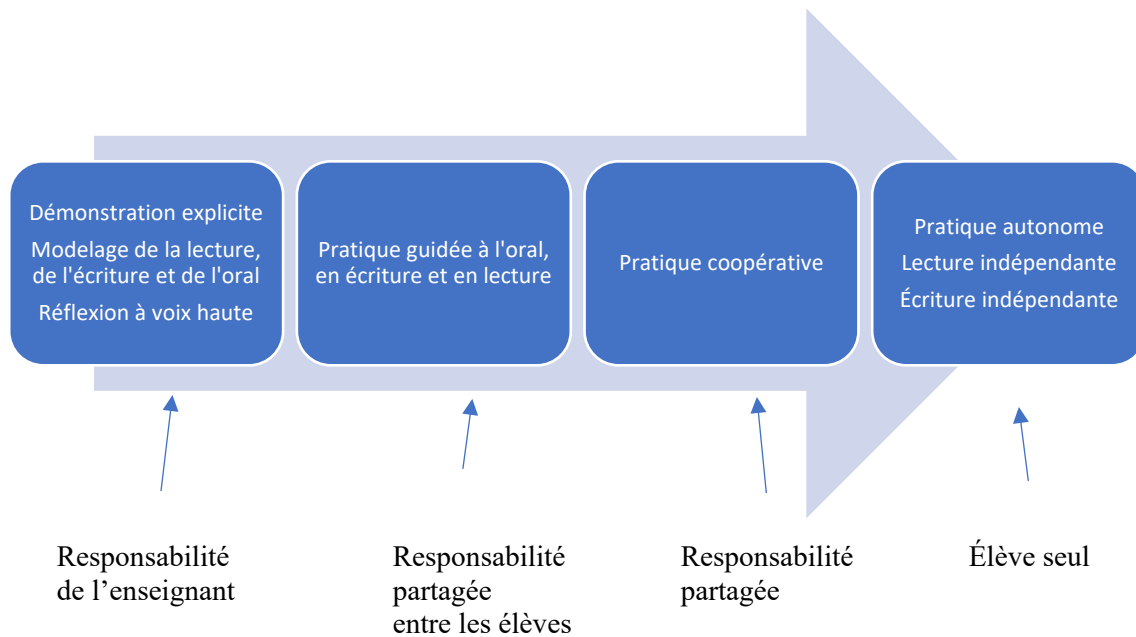 Démonstration explicite
Modelage de la lecture,
de l'écriture et de l'oral
Réflexion à voix haute
Pratique guidée à l'oral,
en écriture et en lecture
Pratique coopérative
Pratique autonome
Lecture indépendante
Écriture indépendante
Responsabilité
de l’enseignant
Responsabilité
partagée
entre les élèves
Responsabilité
partagée
Élève seul